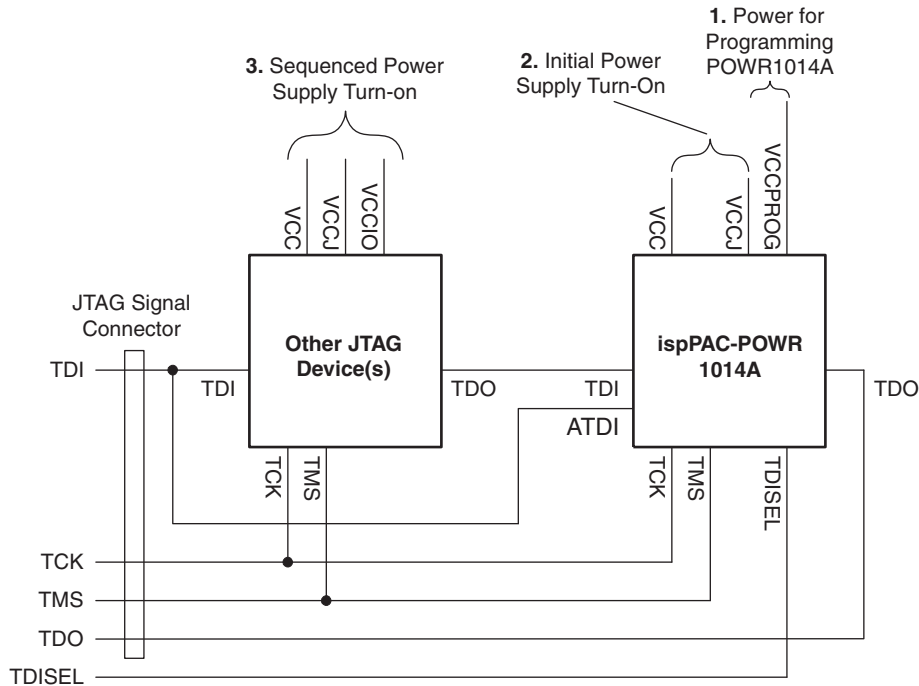 1. Power for
Programming
POWR1014A
2. Initial Power
Supply Turn-On
3. Sequenced Power
Supply Turn-on
VCC
VCCJ
VCCIO
VCC
VCCJ
VCCPROG
JTAG Signal
Connector
Other JTAG
Device(s)
ispPAC-POWR
1014A
TDI
TDI
TDO
TDI
TDO
ATDI
TCK
TMS
TCK
TMS
TDISEL
TCK
TMS
TDO
TDISEL